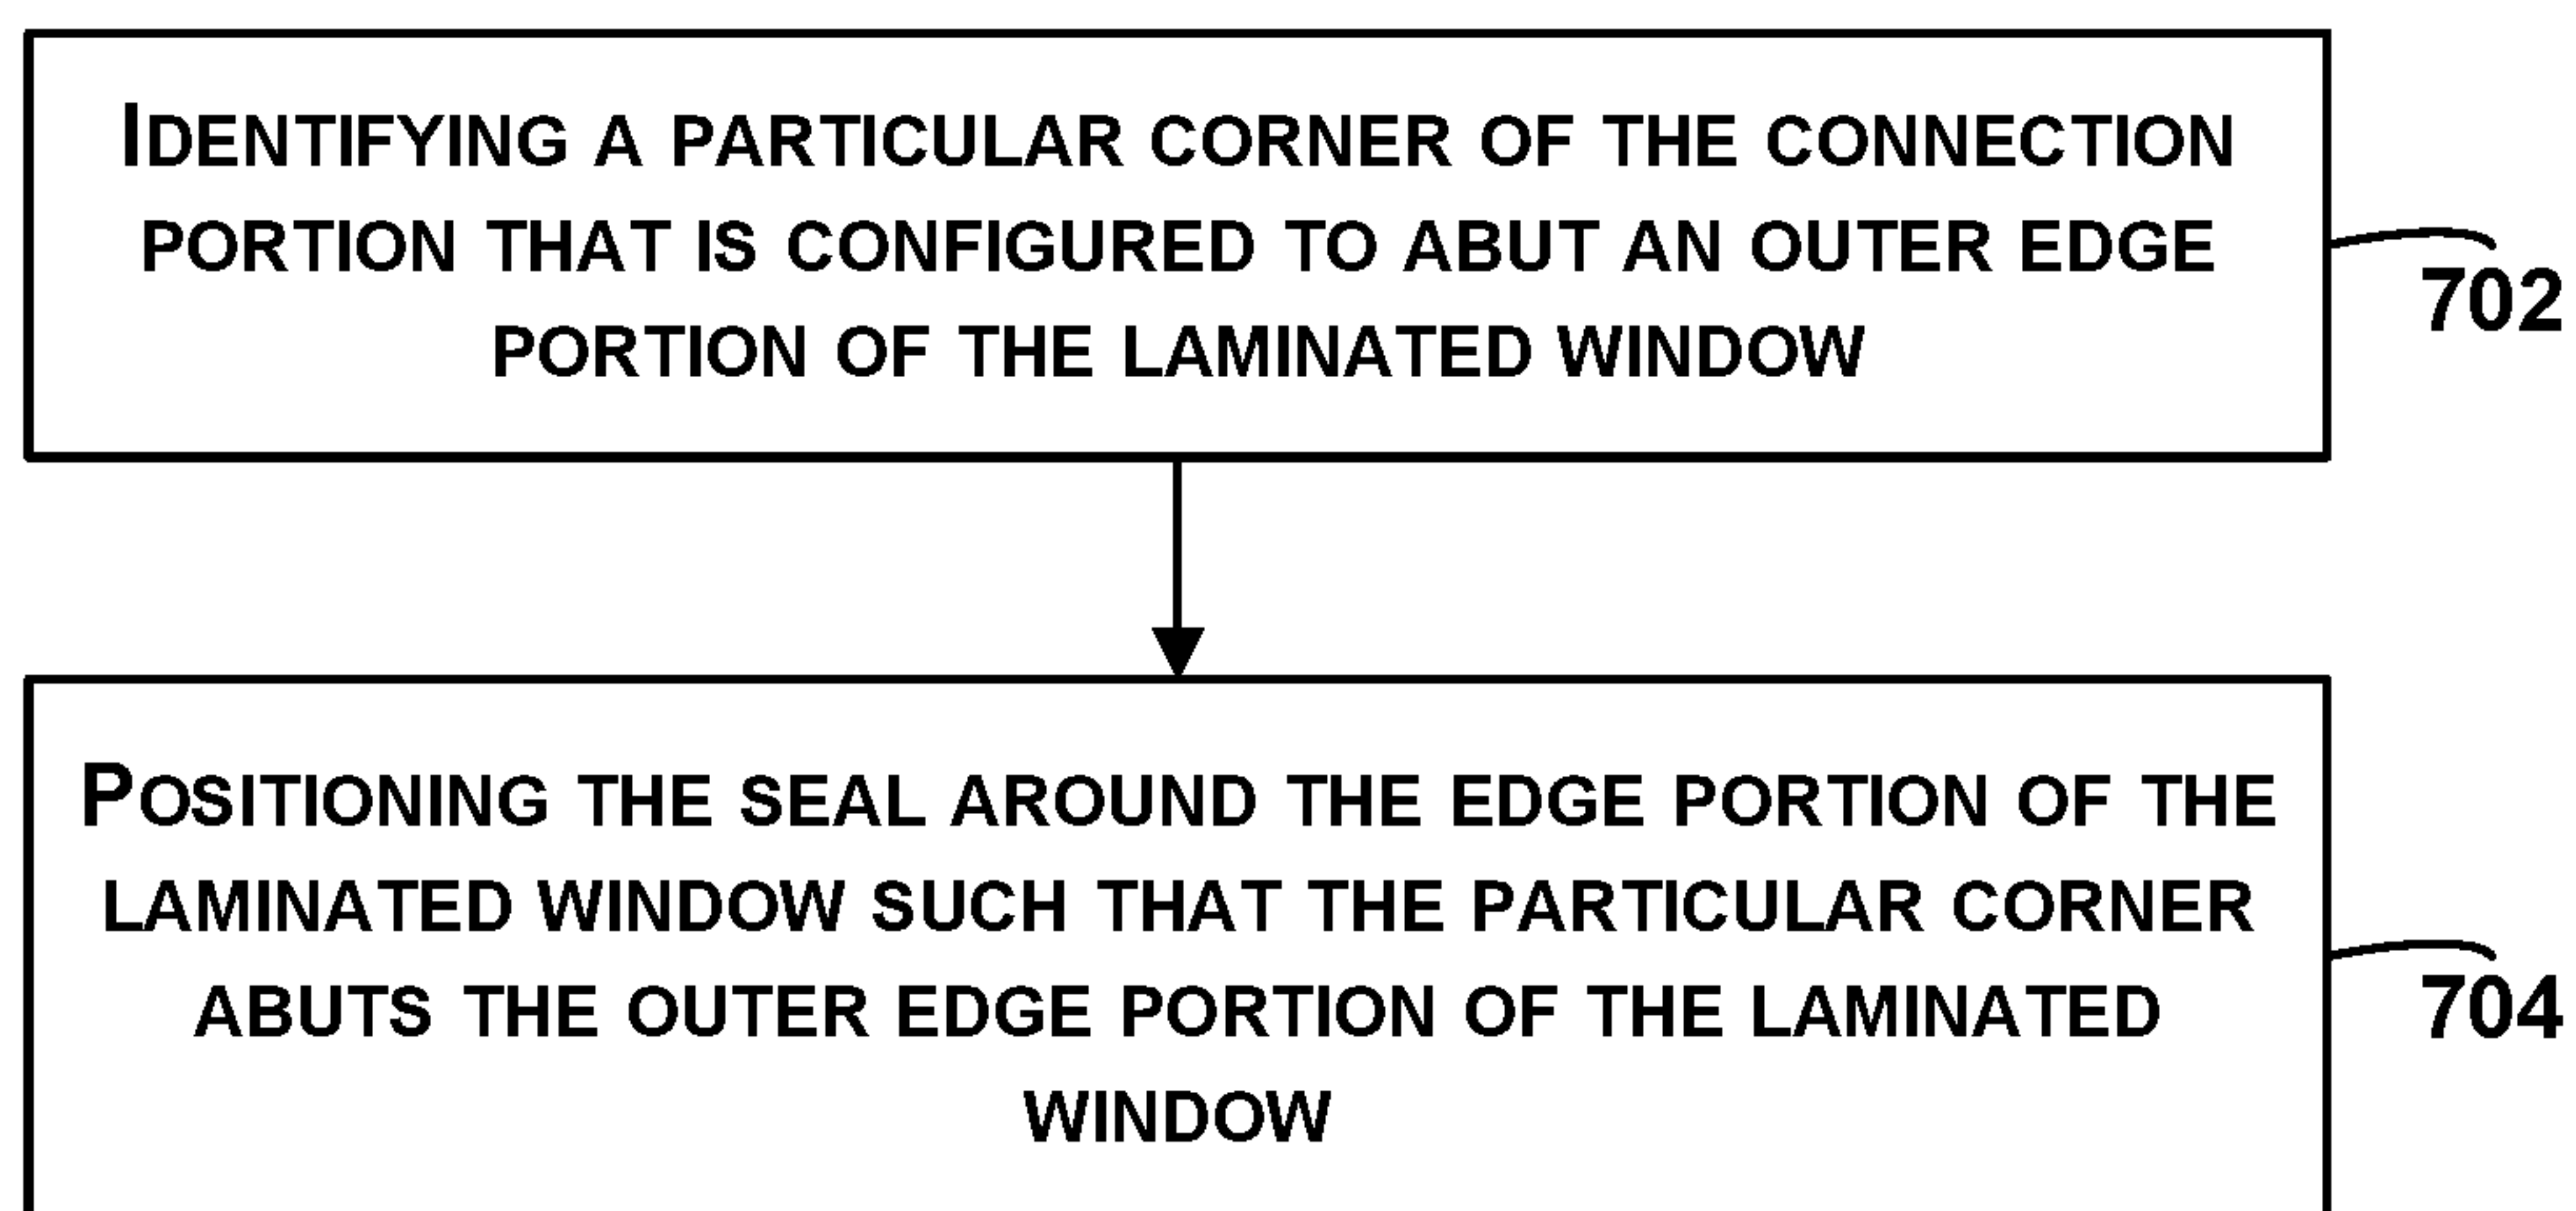 IDENTIFYING A PARTICULAR CORNER OF THE CONNECTION
PORTION THAT IS CONFIGURED TO ABUT AN OUTER EDGE
PORTION OF THE LAMINATED WINDOW
702
POSITIONING THE SEAL AROUND THE EDGE PORTION OF THE
LAMINATED WINDOW SUCH THAT THE PARTICULAR CORNER
ABUTS THE OUTER EDGE PORTION OF THE LAMINATED
WINDOW
704